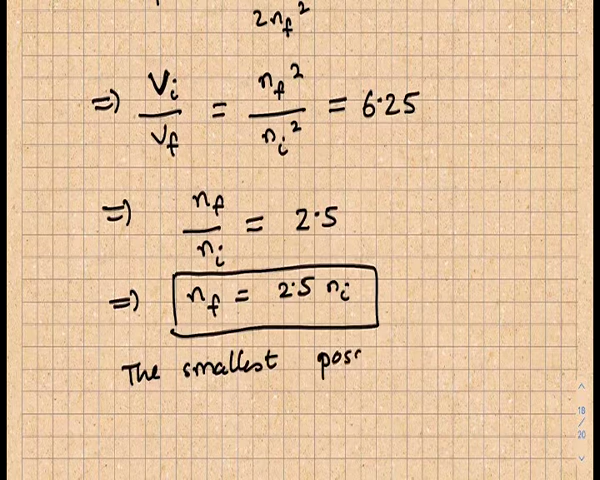 2n_f²
=> V_i / V_f = n_f² / n_i² = 6.25
=> n_f / n_i = 2.5
=> n_f = 2.5 n_i
The smallest poss
18
/
20